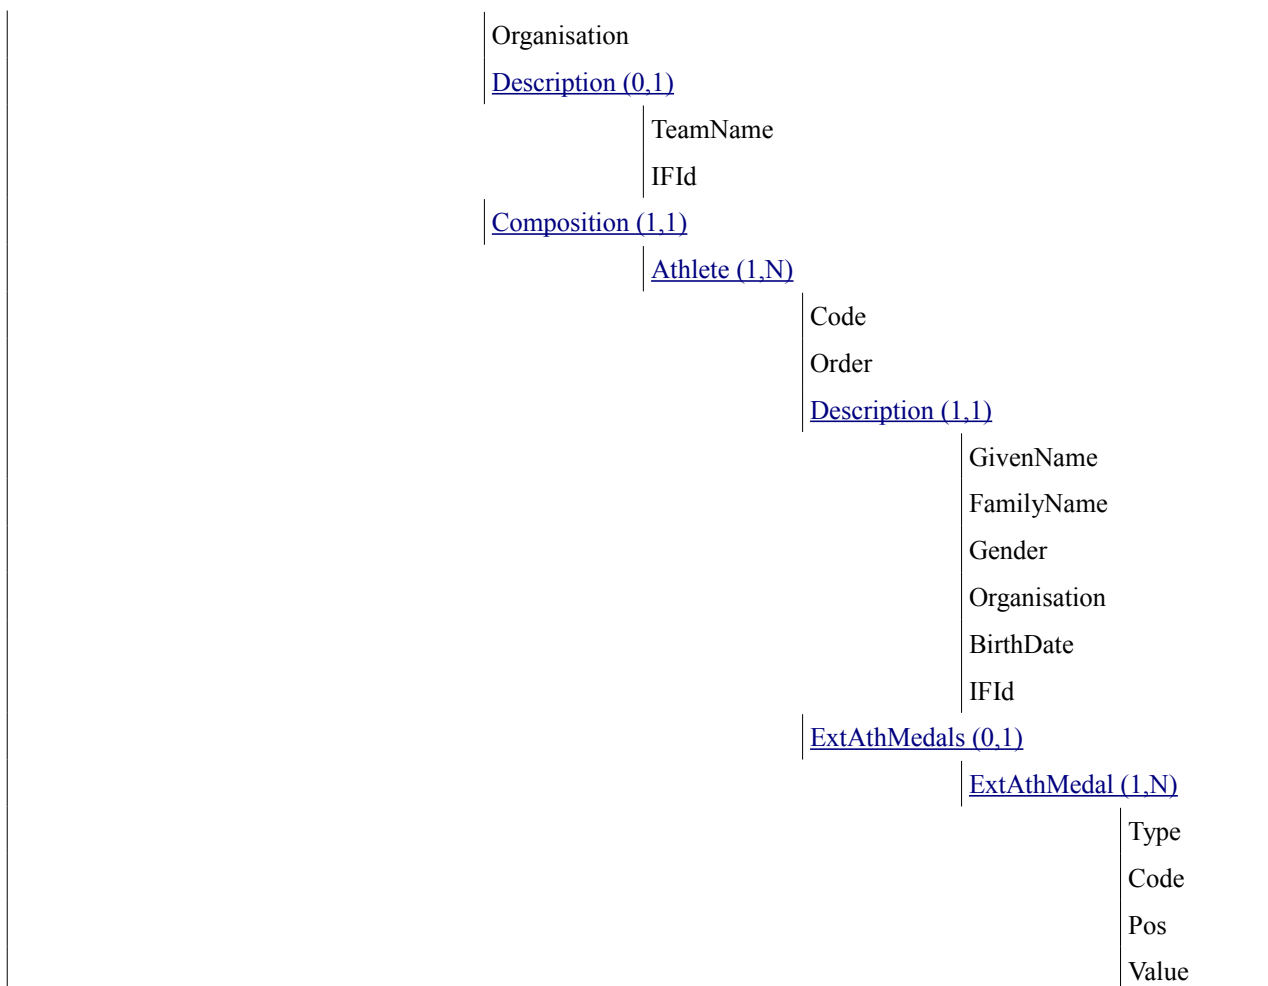 Organisation
Description (0,1)
TeamName
IFId
Composition (1,1)
Athlete (1,N)
Code
Order
Description (1,1)
GivenName
FamilyName
Gender
Organisation
BirthDate
IFId
ExtAthMedals (0,1)
ExtAthMedal (1,N)
Type
Code
Pos
Value